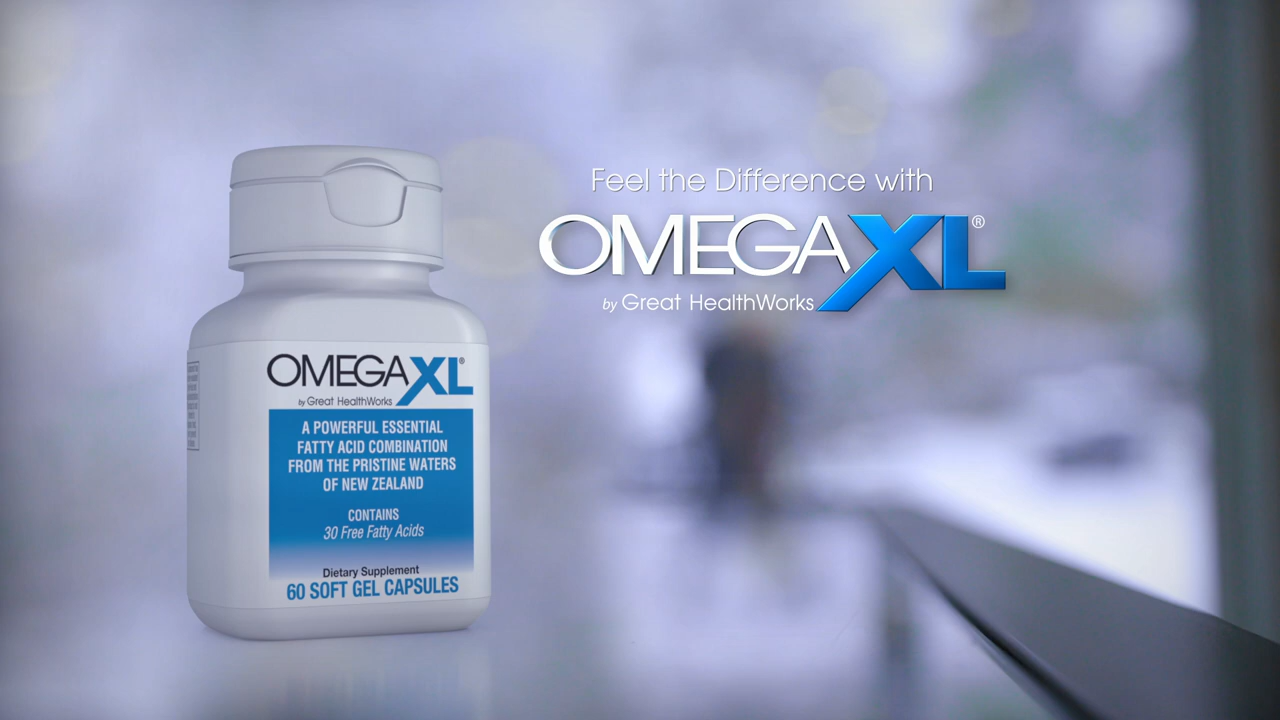 Feel the Difference with
OMEGAXL®
by Great HealthWorks
OMEGAXL®
by Great HealthWorks
A POWERFUL ESSENTIAL
FATTY ACID COMBINATION
FROM THE PRISTINE WATERS
OF NEW ZEALAND
CONTAINS
30 Free Fatty Acids
Dietary Supplement
60 SOFT GEL CAPSULES